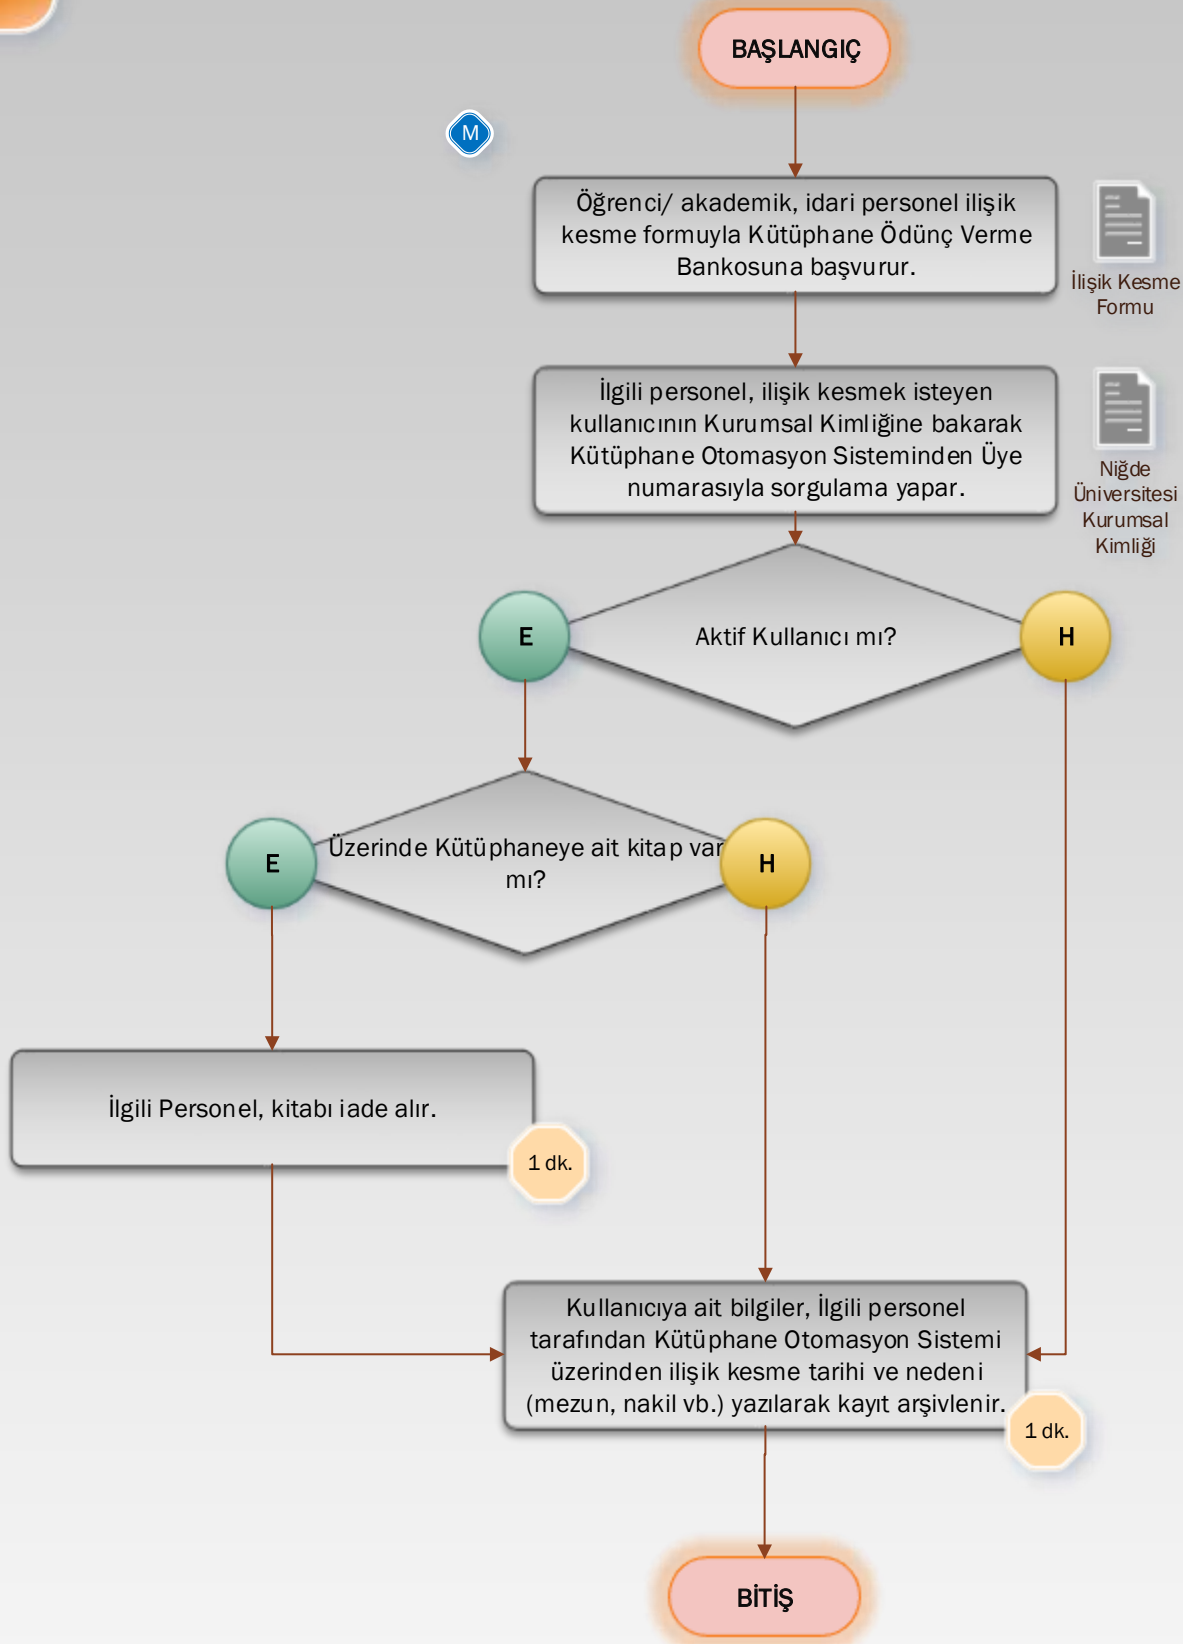 BAŞLANGIÇ
M
Öğrenci/ akademik, idari personel ilişik
kesme formuyla Kütüphane Ödünç Verme
Bankosuna başvurur.
İlişik Kesme
Formu
İlgili personel, ilişik kesmek isteyen
kullanıcının Kurumsal Kimliğine bakarak
Kütüphane Otomasyon Sisteminden Üye
numarasıyla sorgulama yapar.
Niğde
Üniversitesi
Kurumsal
Kimliği
E
Aktif Kullanıcı mı?
H
E
Üzerinde Kütüphaneye ait kitap var
mı?
H
İlgili Personel, kitabı iade alır.
1 dk.
Kullanıcıya ait bilgiler, İlgili personel
tarafından Kütüphane Otomasyon Sistemi
üzerinden ilişik kesme tarihi ve nedeni
(mezun, nakil vb.) yazılarak kayıt arşivlenir.
1 dk.
BİTİŞ